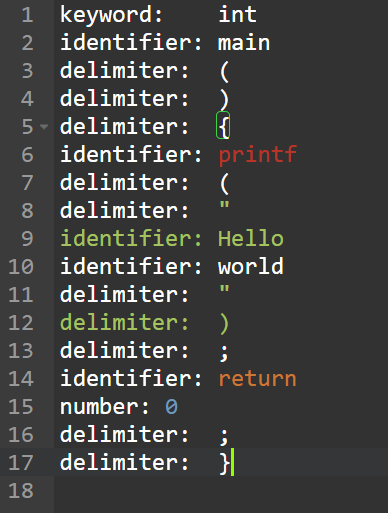 1 keyword: int
2 identifier: main
3 delimiter: (
4 delimiter: )
5 delimiter: {
6 identifier: printf
7 delimiter: (
8 delimiter: "
9 identifier: Hello
10 identifier: world
11 delimiter: "
12 delimiter: )
13 delimiter: ;
14 identifier: return
15 number: 0
16 delimiter: ;
17 delimiter: }
18